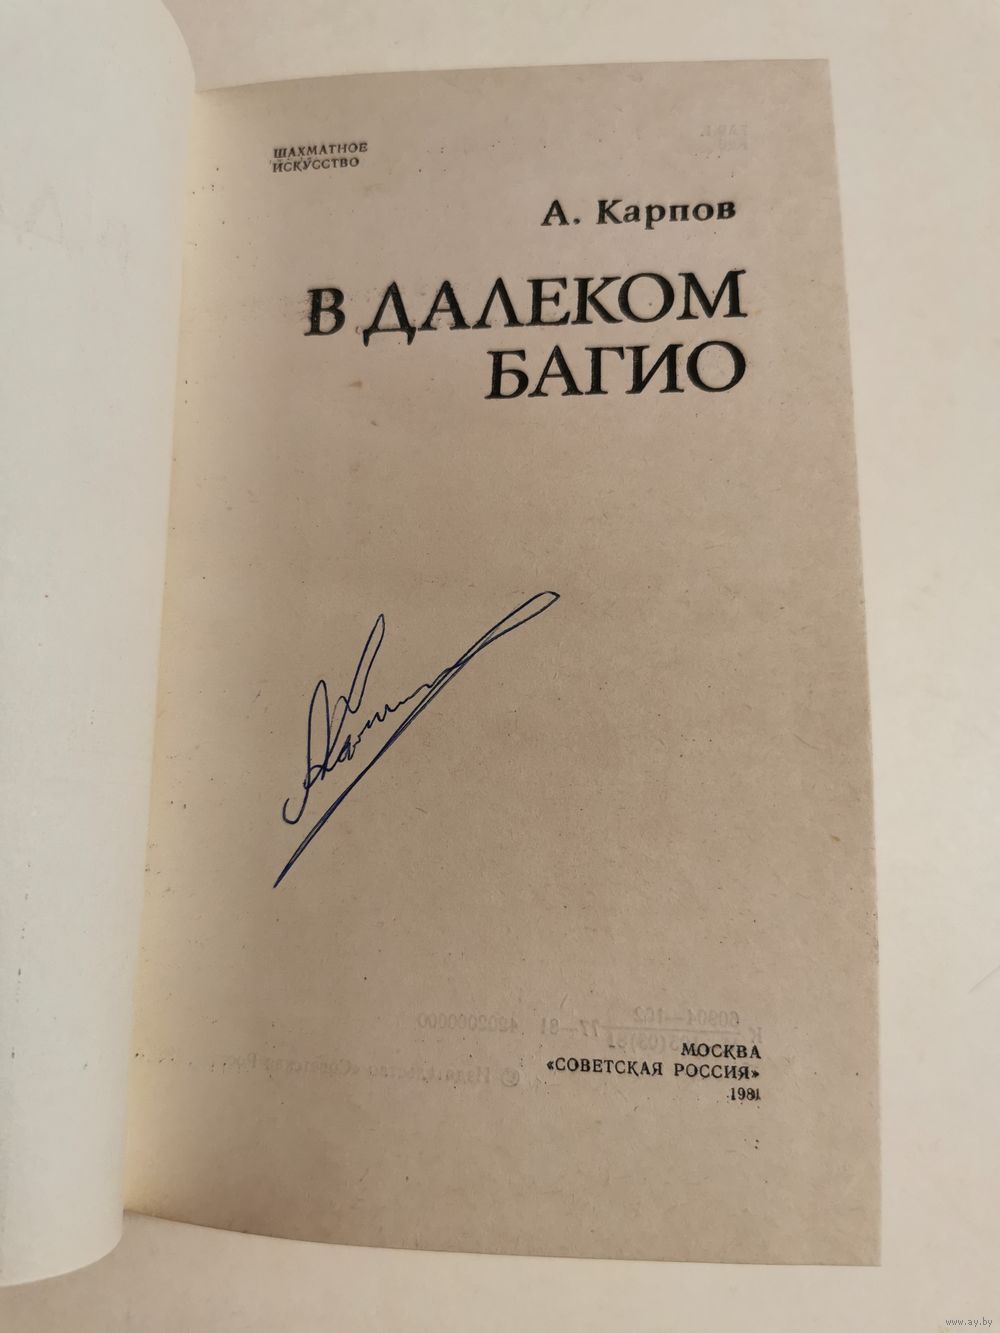 ШАХМАТНОЕ
ИСКУССТВО
А. Карпов
В ДАЛЕКОМ
БАГИО
МОСКВА
«СОВЕТСКАЯ РОССИЯ»
1981
www.ay.by